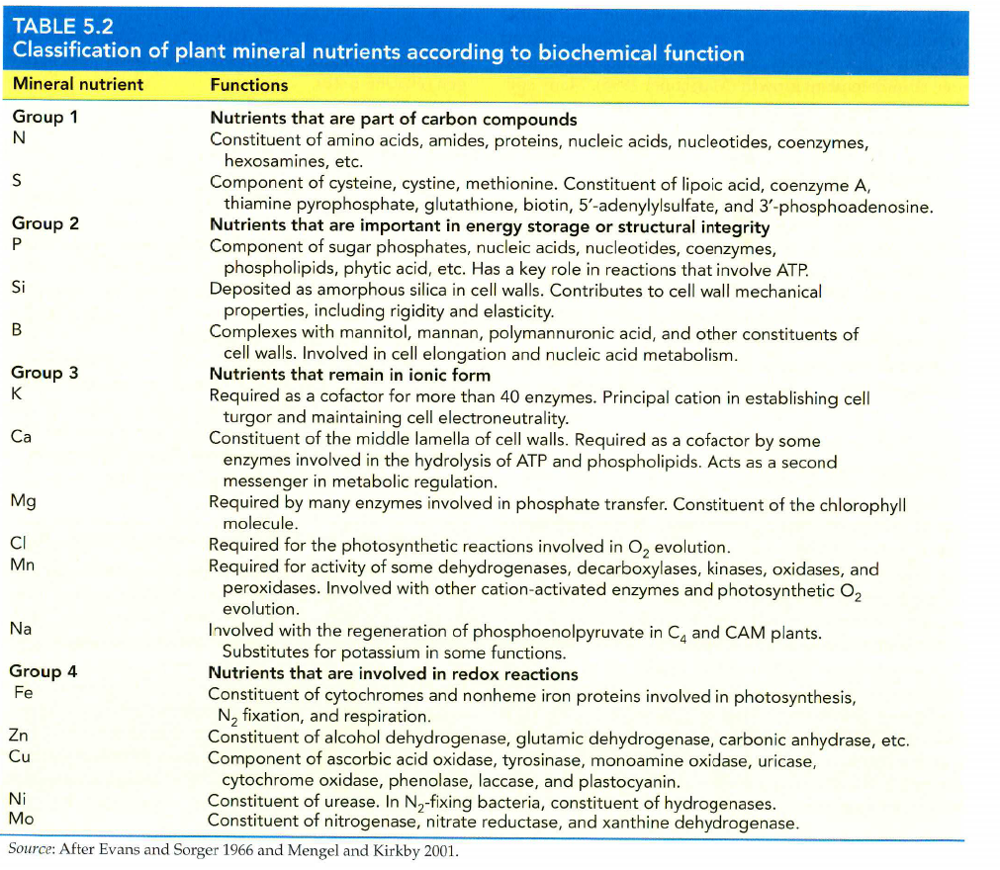 TABLE 5.2
Classification of plant mineral nutrients according to biochemical function
Mineral nutrient Functions
Group 1 Nutrients that are part of carbon compounds
N Constituent of amino acids, amides, proteins, nucleic acids, nucleotides, coenzymes,
hexosamines, etc.
S Component of cysteine, cystine, methionine. Constituent of lipoic acid, coenzyme A,
thiamine pyrophosphate, glutathione, biotin, 5′-adenylylsulfate, and 3′-phosphoadenosine.
Group 2 Nutrients that are important in energy storage or structural integrity
P Component of sugar phosphates, nucleic acids, nucleotides, coenzymes,
phospholipids, phytic acid, etc. Has a key role in reactions that involve ATP.
Si Deposited as amorphous silica in cell walls. Contributes to cell wall mechanical
properties, including rigidity and elasticity.
B Complexes with mannitol, mannan, polymannuronic acid, and other constituents of
cell walls. Involved in cell elongation and nucleic acid metabolism.
Group 3 Nutrients that remain in ionic form
K Required as a cofactor for more than 40 enzymes. Principal cation in establishing cell
turgor and maintaining cell electroneutrality.
Ca Constituent of the middle lamella of cell walls. Required as a cofactor by some
enzymes involved in the hydrolysis of ATP and phospholipids. Acts as a second
messenger in metabolic regulation.
Mg Required by many enzymes involved in phosphate transfer. Constituent of the chlorophyll
molecule.
Cl Required for the photosynthetic reactions involved in O₂ evolution.
Mn Required for activity of some dehydrogenases, decarboxylases, kinases, oxidases, and
peroxidases. Involved with other cation-activated enzymes and photosynthetic O₂
evolution.
Na Involved with the regeneration of phosphoenolpyruvate in C₄ and CAM plants.
Substitutes for potassium in some functions.
Group 4 Nutrients that are involved in redox reactions
Fe Constituent of cytochromes and nonheme iron proteins involved in photosynthesis,
N₂ fixation, and respiration.
Zn Constituent of alcohol dehydrogenase, glutamic dehydrogenase, carbonic anhydrase, etc.
Cu Component of ascorbic acid oxidase, tyrosinase, monoamine oxidase, uricase,
cytochrome oxidase, phenolase, laccase, and plastocyanin.
Ni Constituent of urease. In N₂-fixing bacteria, constituent of hydrogenases.
Mo Constituent of nitrogenase, nitrate reductase, and xanthine dehydrogenase.
Source: After Evans and Sorger 1966 and Mengel and Kirkby 2001.